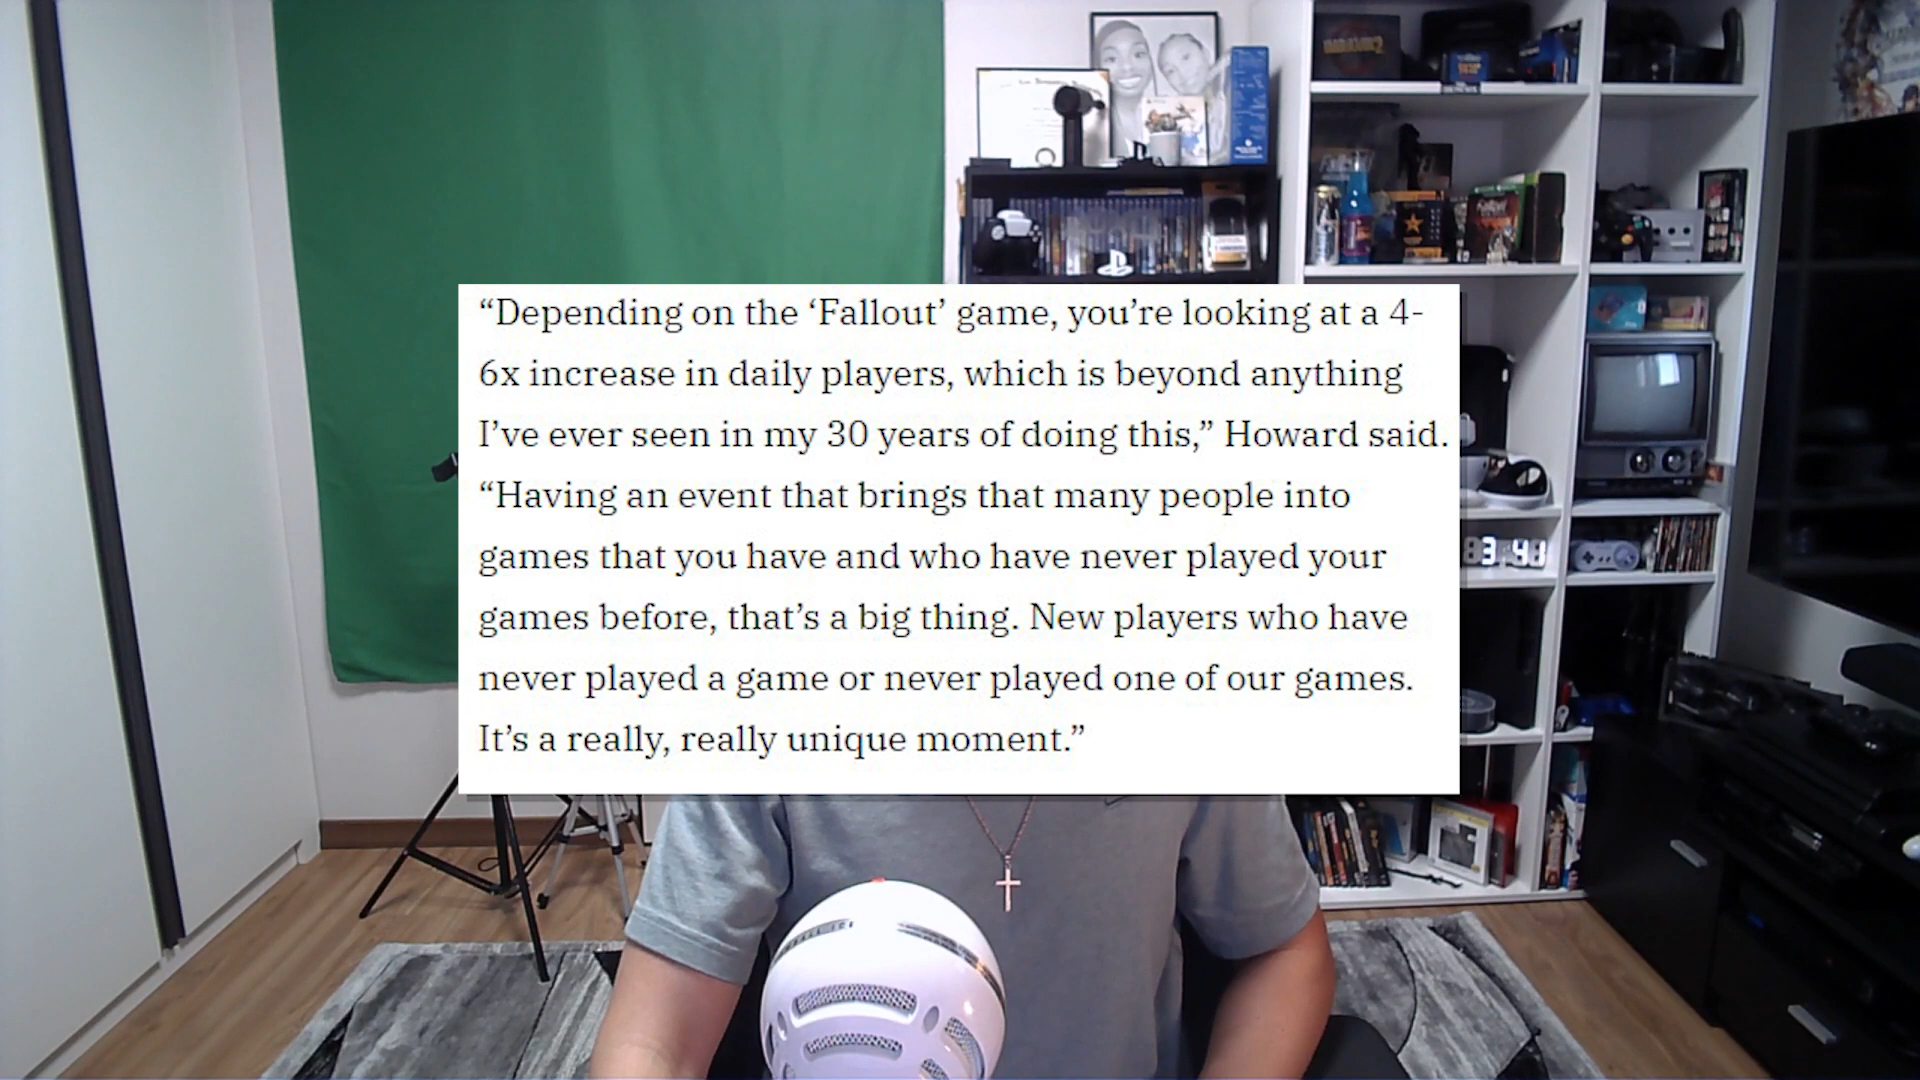 “Depending on the ‘Fallout’ game, you’re looking at a 4-
6x increase in daily players, which is beyond anything
I’ve ever seen in my 30 years of doing this,” Howard said.
“Having an event that brings that many people into
games that you have and who have never played your
games before, that’s a big thing. New players who have
never played a game or never played one of our games.
It’s a really, really unique moment.”
3:41